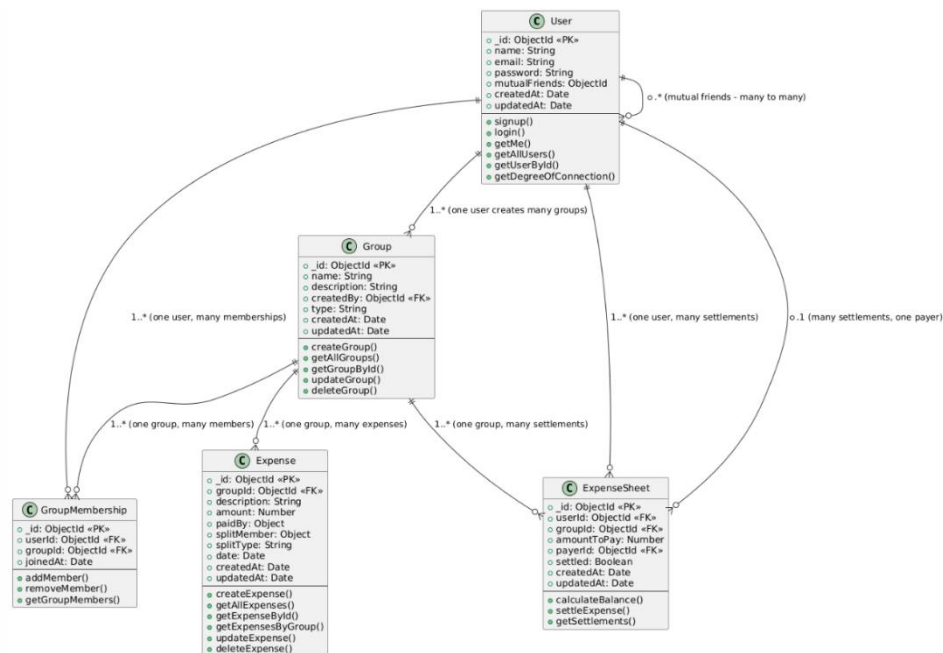 C User
_id: ObjectId «PK»
name: String
email: String
password: String
mutualFriends: ObjectId
createdAt: Date
updatedAt: Date
signup()
login()
getMe()
getAllUsers()
getUserById()
getDegreeOfConnection()
o .* (mutual friends - many to many)
1..* (one user creates many groups)
C Group
_id: ObjectId «PK»
name: String
description: String
createdBy: ObjectId «FK»
type: String
createdAt: Date
updatedAt: Date
createGroup()
getAllGroups()
getGroupById()
updateGroup()
deleteGroup()
1..* (one user, many memberships)
1..* (one user, many settlements)
o .1 (many settlements, one payer)
1..* (one group, many members)
1..* (one group, many expenses)
1..* (one group, many settlements)
C GroupMembership
_id: ObjectId «PK»
userId: ObjectId «FK»
groupId: ObjectId «FK»
joinedAt: Date
addMember()
removeMember()
getGroupMembers()
C Expense
_id: ObjectId «PK»
groupId: ObjectId «FK»
description: String
amount: Number
paidBy: Object
splitMember: Object
splitType: String
date: Date
createdAt: Date
updatedAt: Date
createExpense()
getAllExpenses()
getExpenseById()
getExpensesByGroup()
updateExpense()
deleteExpense()
C ExpenseSheet
_id: ObjectId «PK»
userId: ObjectId «FK»
groupId: ObjectId «FK»
amountToPay: Number
payerId: ObjectId «FK»
settled: Boolean
createdAt: Date
updatedAt: Date
calculateBalance()
settleExpense()
getSettlements()